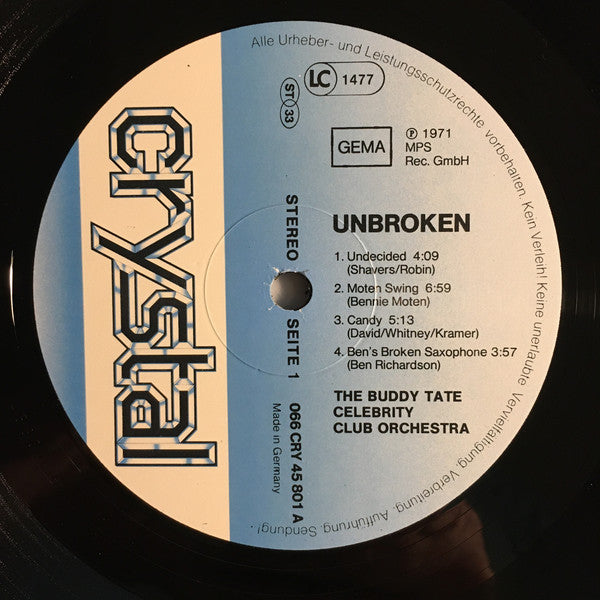 Alle Urheber- und Leistungsschutzrechte vorbehalten. Kein Verleih! Keine unerlaubte Vervielfältigung, Verbreitung, Aufführung, Sendung!
LC 1477
ST 33
GEMA
℗ 1971
MPS
Rec. GmbH
crystal
STEREO SEITE 1 066 CRY 45 801 A
Made in Germany
UNBROKEN
1. Undecided 4:09
(Shavers/Robin)
2. Moten Swing 6:59
(Bennie Moten)
3. Candy 5:13
(David/Whitney/Kramer)
4. Ben's Broken Saxophone 3:57
(Ben Richardson)
THE BUDDY TATE
CELEBRITY
CLUB ORCHESTRA